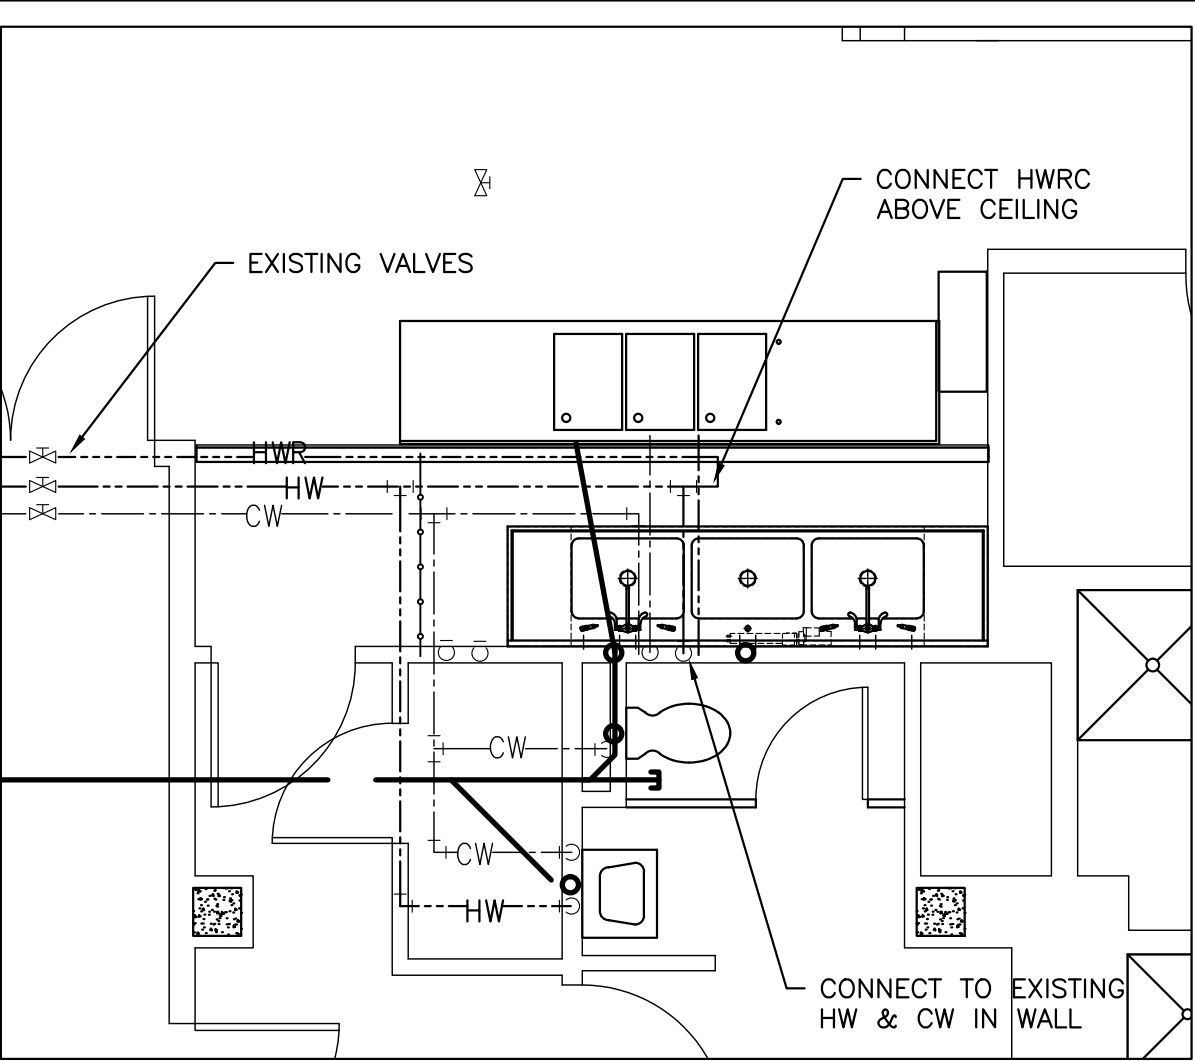 CONNECT HWRC
ABOVE CEILING
EXISTING VALVES
HWR
HW
CW
CW
CW
HW
CONNECT TO EXISTING
HW & CW IN WALL